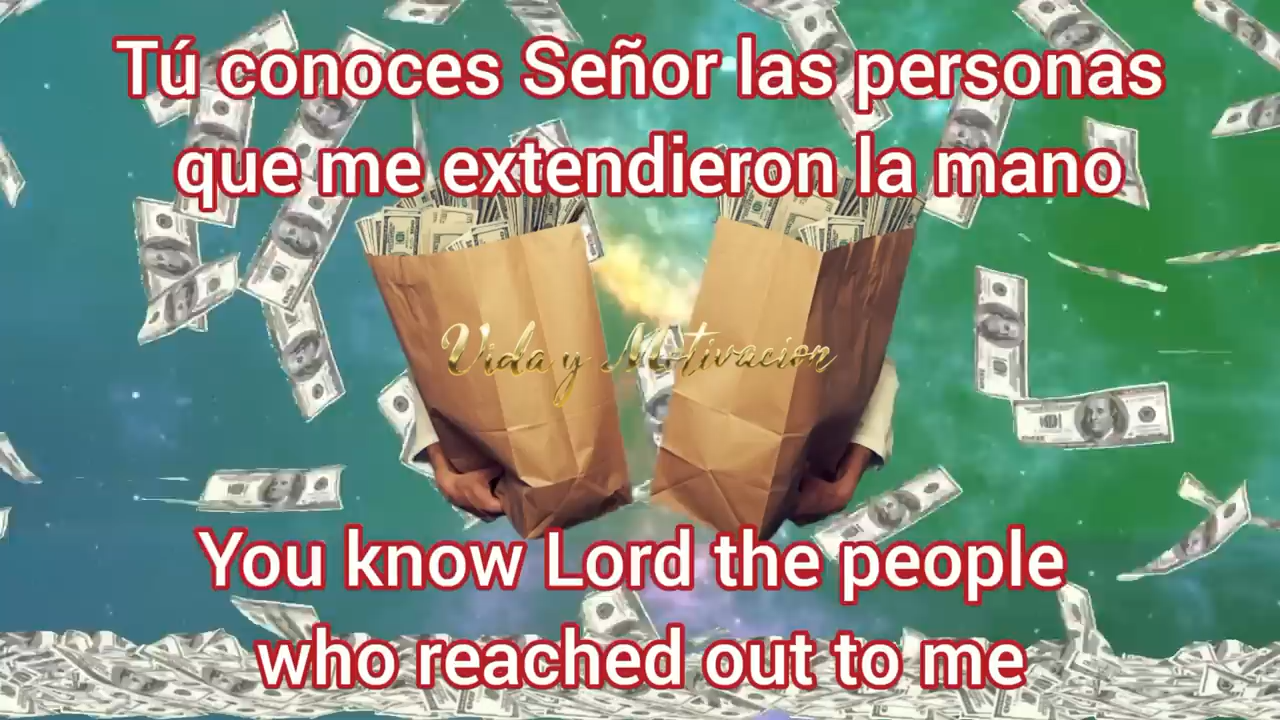 Tú conoces Señor las personas
que me extendieron la mano
Vida y Motivacion
You know Lord the people
who reached out to me